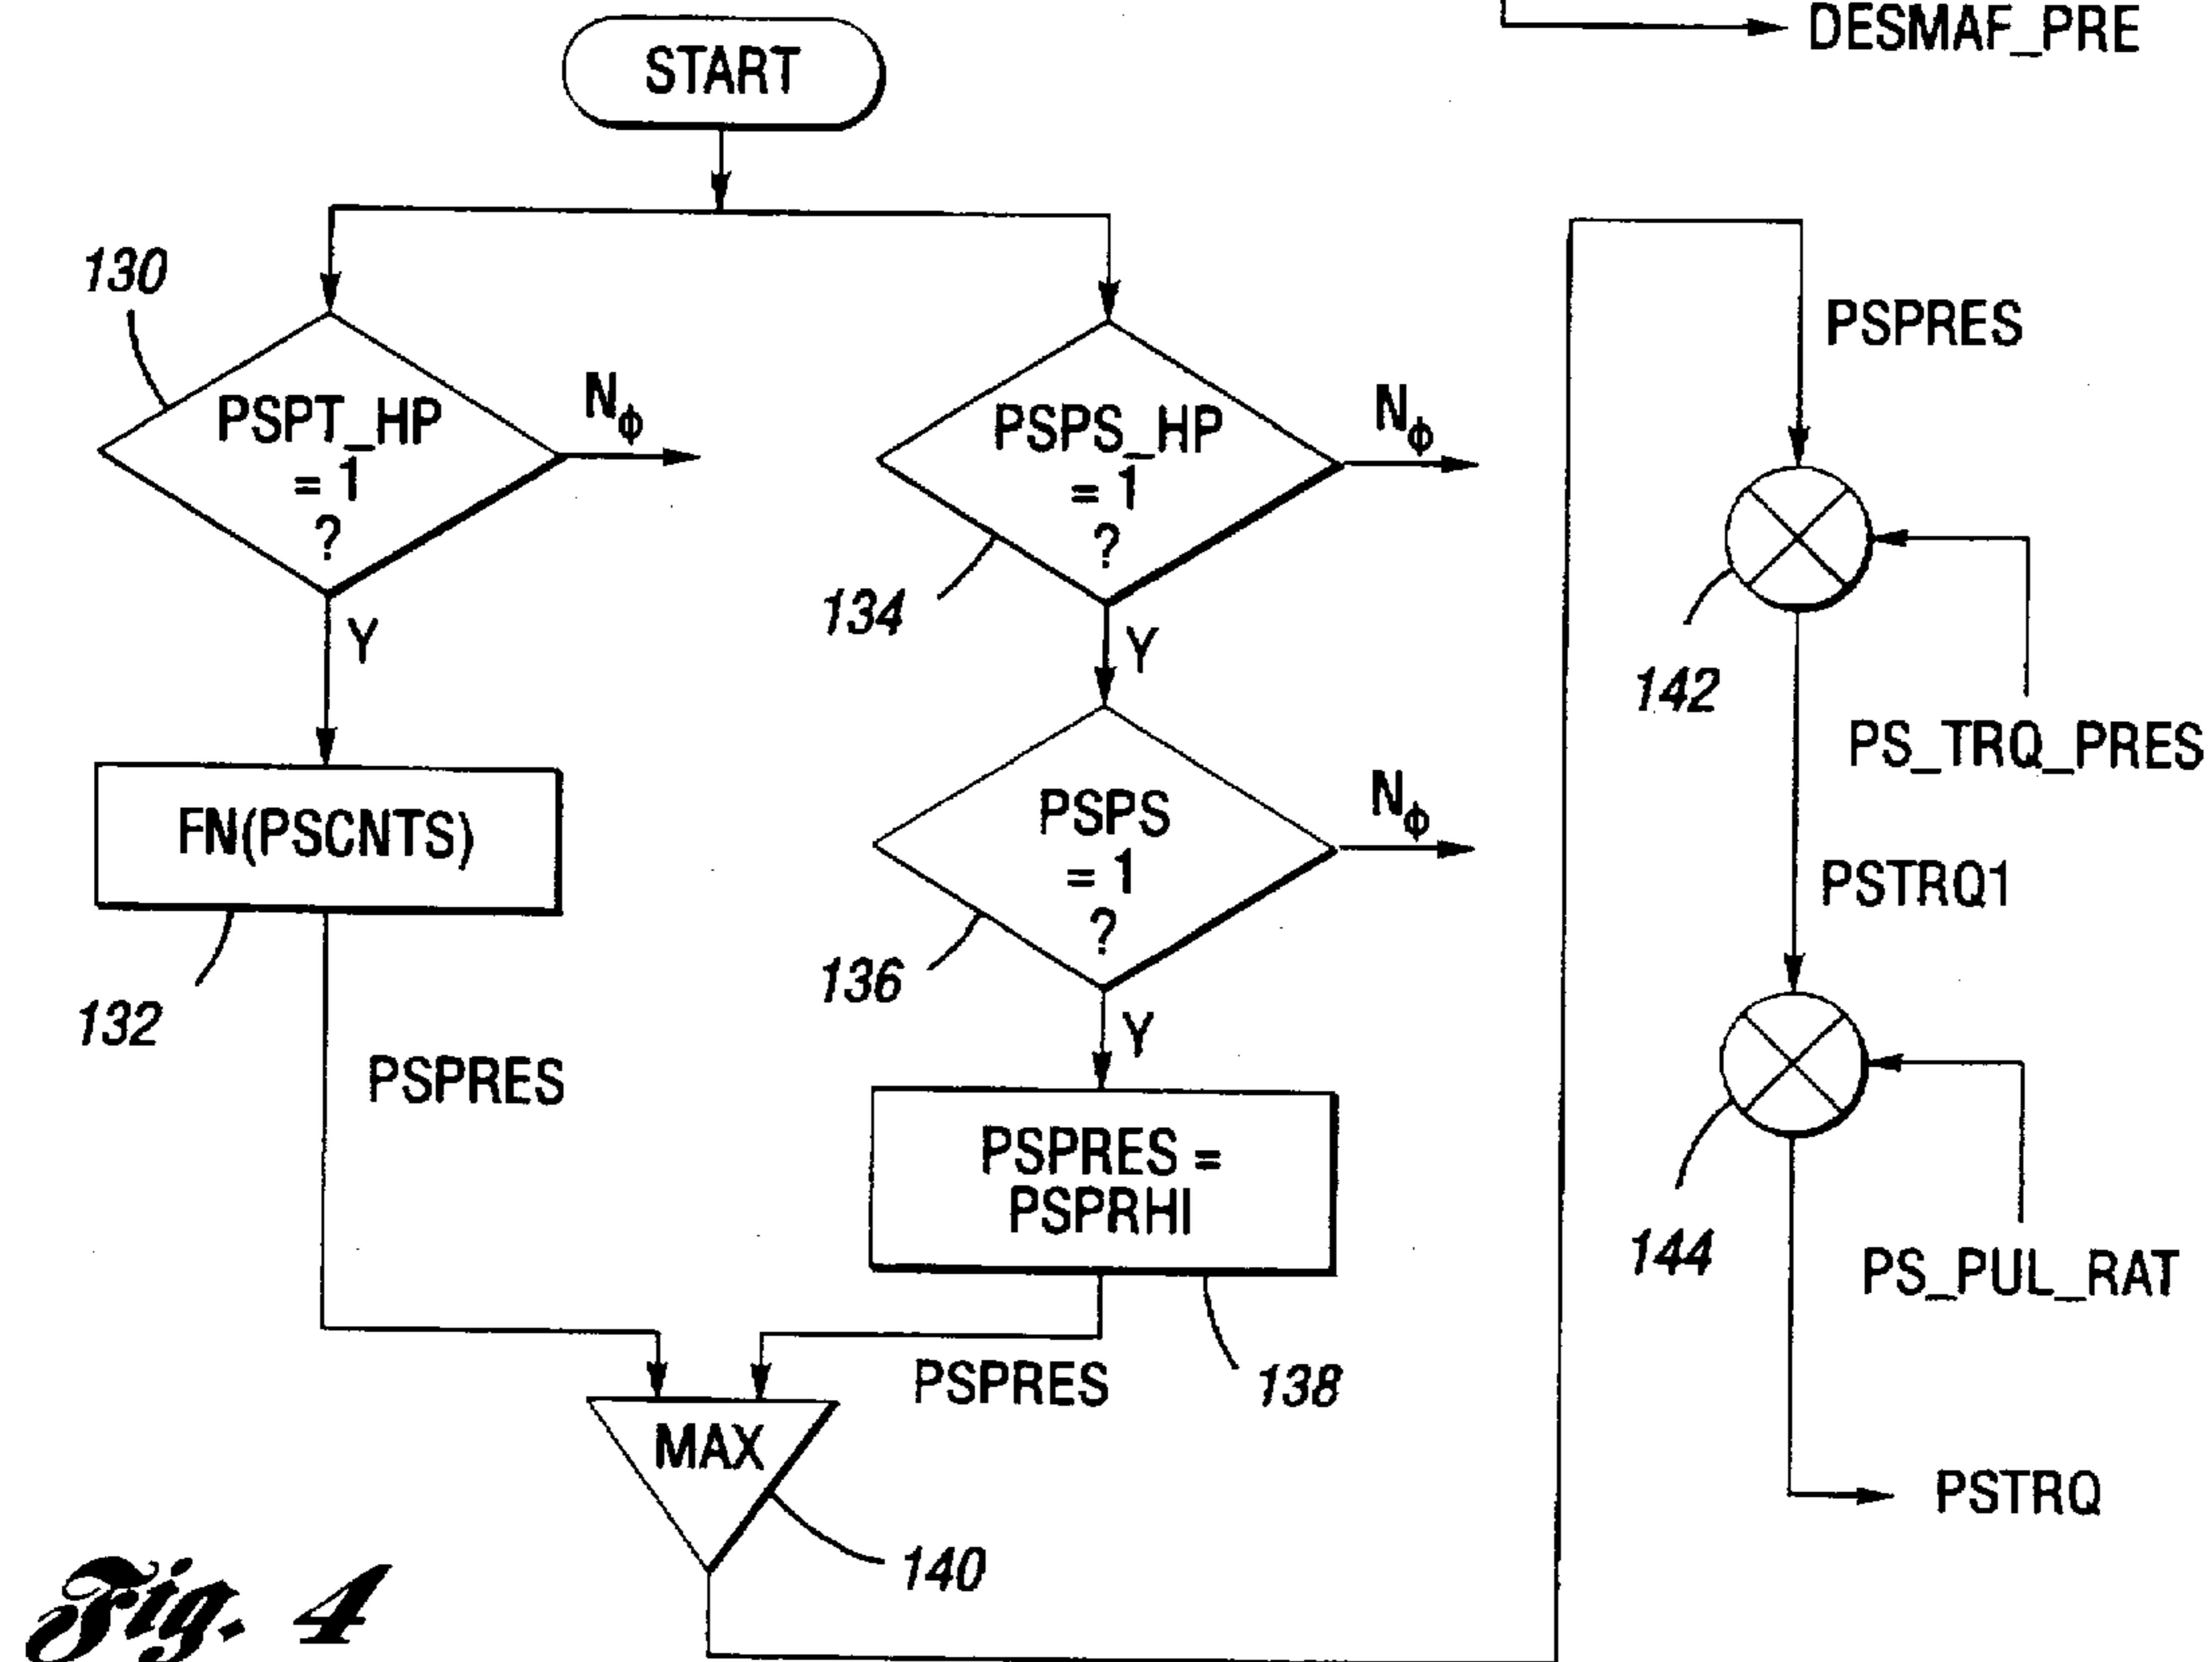 DESMAF_PRE
START
130
PSPT_HP
= 1
?
Nϕ
Y
PSPS_HP
= 1
?
Nϕ
134
Y
FN(PSCNTS)
132
PSPRES
PSPS
= 1
?
Nϕ
136
Y
PSPRES =
PSPRHI
138
PSPRES
MAX
140
PSPRES
142
PS_TRQ_PRES
PSTRQ1
144
PS_PUL_RAT
PSTRQ
Fig. 4